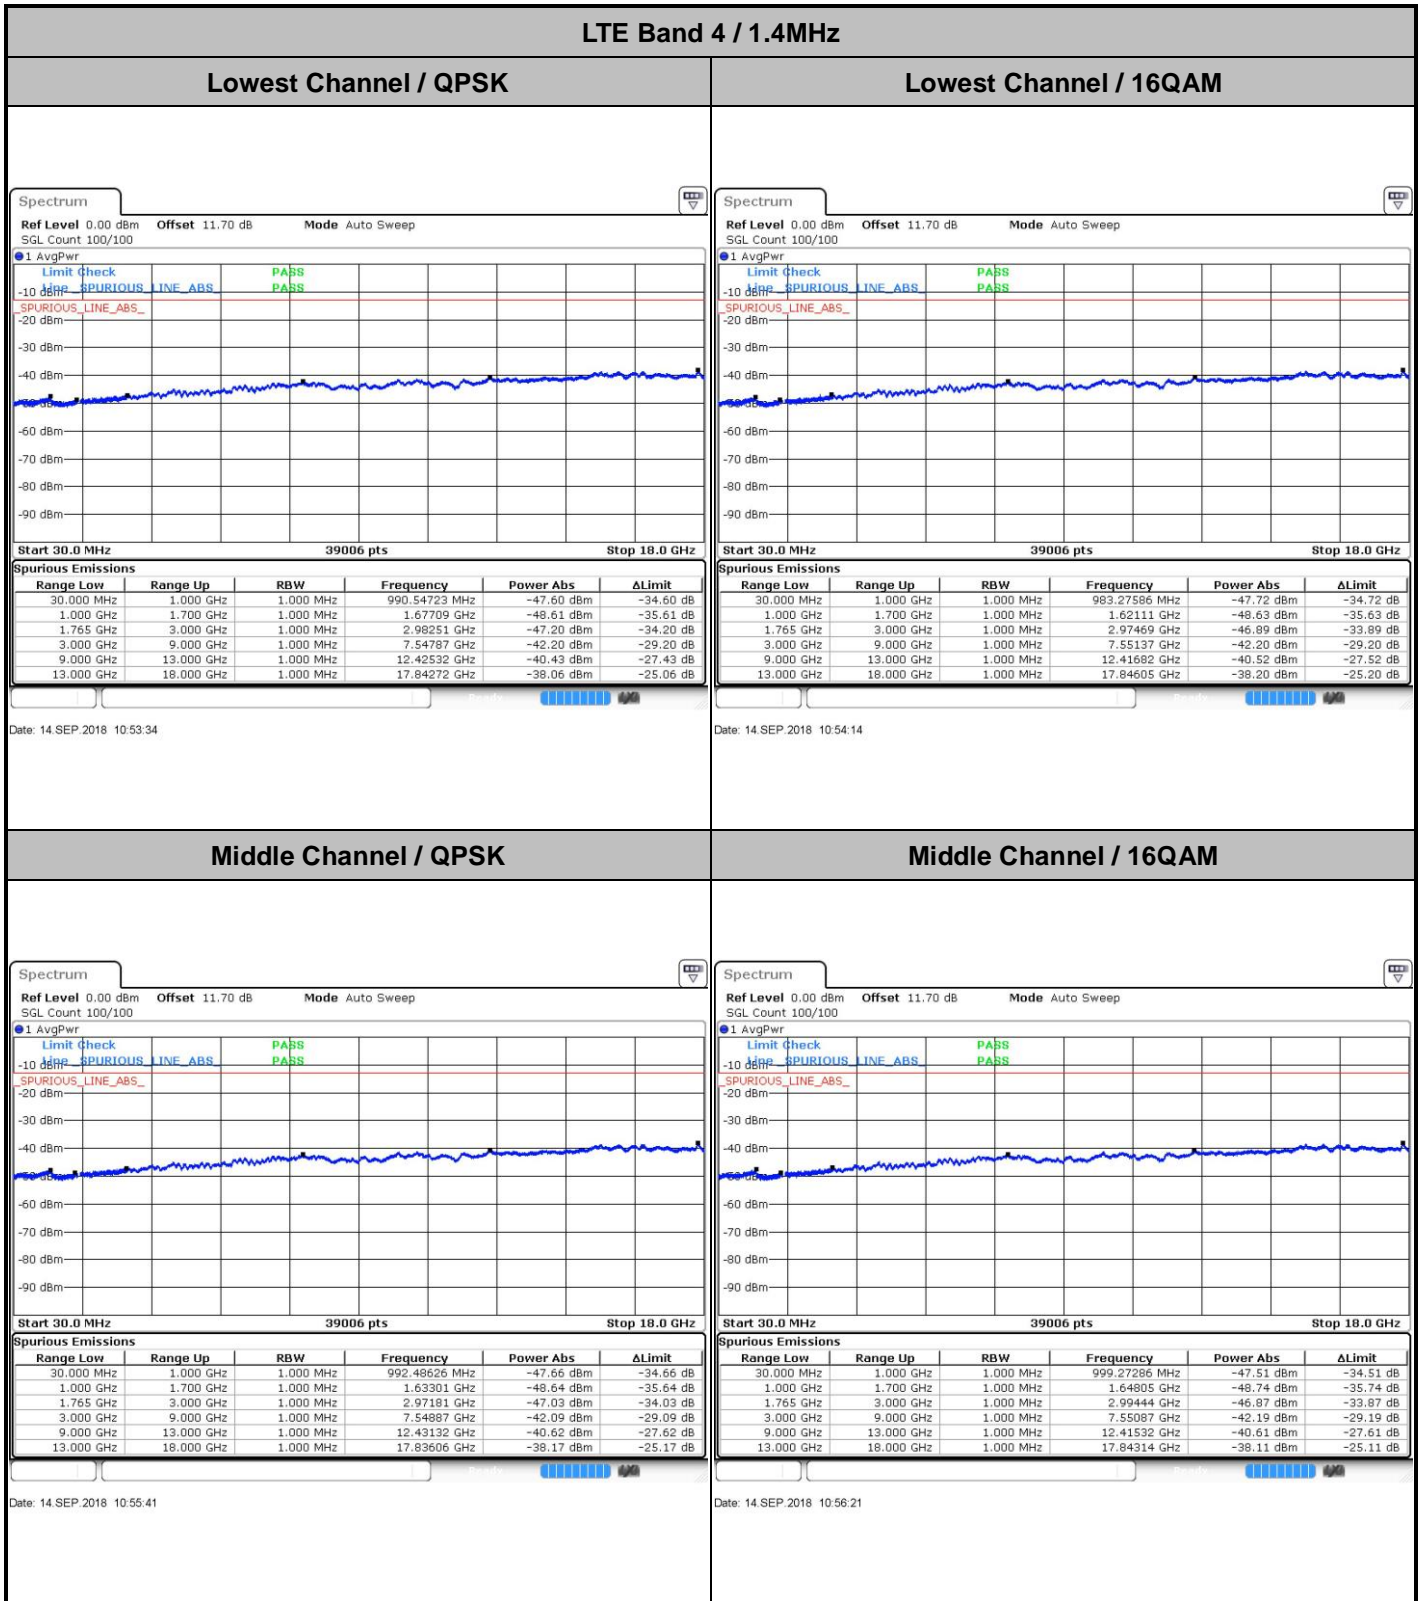 LTE Band 4 / 1.4MHz
Lowest Channel / QPSK
Lowest Channel / 16QAM
Spectrum
Ref Level 0.00 dBm Offset 11.70 dB Mode Auto Sweep
SGL Count 100/100
1 AvgPwr
Limit Check PASS
Line _SPURIOUS_LINE_ABS_ PASS
-10 dBm
_SPURIOUS_LINE_ABS_
-20 dBm
-30 dBm
-40 dBm
-50 dBm
-60 dBm
-70 dBm
-80 dBm
-90 dBm
Start 30.0 MHz 39006 pts Stop 18.0 GHz
Spurious Emissions
Range Low Range Up RBW Frequency Power Abs ΔLimit
30.000 MHz 1.000 GHz 1.000 MHz 990.54723 MHz -47.60 dBm -34.60 dB
1.000 GHz 1.700 GHz 1.000 MHz 1.67709 GHz -48.61 dBm -35.61 dB
1.765 GHz 3.000 GHz 1.000 MHz 2.98251 GHz -47.20 dBm -34.20 dB
3.000 GHz 9.000 GHz 1.000 MHz 7.54787 GHz -42.20 dBm -29.20 dB
9.000 GHz 13.000 GHz 1.000 MHz 12.42532 GHz -40.43 dBm -27.43 dB
13.000 GHz 18.000 GHz 1.000 MHz 17.84272 GHz -38.06 dBm -25.06 dB
Date: 14.SEP.2018 10:53:34
Spectrum
Ref Level 0.00 dBm Offset 11.70 dB Mode Auto Sweep
SGL Count 100/100
1 AvgPwr
Limit Check PASS
Line _SPURIOUS_LINE_ABS_ PASS
-10 dBm
_SPURIOUS_LINE_ABS_
-20 dBm
-30 dBm
-40 dBm
-50 dBm
-60 dBm
-70 dBm
-80 dBm
-90 dBm
Start 30.0 MHz 39006 pts Stop 18.0 GHz
Spurious Emissions
Range Low Range Up RBW Frequency Power Abs ΔLimit
30.000 MHz 1.000 GHz 1.000 MHz 983.27586 MHz -47.72 dBm -34.72 dB
1.000 GHz 1.700 GHz 1.000 MHz 1.62111 GHz -48.63 dBm -35.63 dB
1.765 GHz 3.000 GHz 1.000 MHz 2.97469 GHz -46.89 dBm -33.89 dB
3.000 GHz 9.000 GHz 1.000 MHz 7.55137 GHz -42.20 dBm -29.20 dB
9.000 GHz 13.000 GHz 1.000 MHz 12.41682 GHz -40.52 dBm -27.52 dB
13.000 GHz 18.000 GHz 1.000 MHz 17.84605 GHz -38.20 dBm -25.20 dB
Date: 14.SEP.2018 10:54:14
Middle Channel / QPSK
Middle Channel / 16QAM
Spectrum
Ref Level 0.00 dBm Offset 11.70 dB Mode Auto Sweep
SGL Count 100/100
1 AvgPwr
Limit Check PASS
Line _SPURIOUS_LINE_ABS_ PASS
-10 dBm
_SPURIOUS_LINE_ABS_
-20 dBm
-30 dBm
-40 dBm
-50 dBm
-60 dBm
-70 dBm
-80 dBm
-90 dBm
Start 30.0 MHz 39006 pts Stop 18.0 GHz
Spurious Emissions
Range Low Range Up RBW Frequency Power Abs ΔLimit
30.000 MHz 1.000 GHz 1.000 MHz 992.48626 MHz -47.66 dBm -34.66 dB
1.000 GHz 1.700 GHz 1.000 MHz 1.63301 GHz -48.64 dBm -35.64 dB
1.765 GHz 3.000 GHz 1.000 MHz 2.97181 GHz -47.03 dBm -34.03 dB
3.000 GHz 9.000 GHz 1.000 MHz 7.54887 GHz -42.09 dBm -29.09 dB
9.000 GHz 13.000 GHz 1.000 MHz 12.43132 GHz -40.62 dBm -27.62 dB
13.000 GHz 18.000 GHz 1.000 MHz 17.83606 GHz -38.17 dBm -25.17 dB
Date: 14.SEP.2018 10:55:41
Spectrum
Ref Level 0.00 dBm Offset 11.70 dB Mode Auto Sweep
SGL Count 100/100
1 AvgPwr
Limit Check PASS
Line _SPURIOUS_LINE_ABS_ PASS
-10 dBm
_SPURIOUS_LINE_ABS_
-20 dBm
-30 dBm
-40 dBm
-50 dBm
-60 dBm
-70 dBm
-80 dBm
-90 dBm
Start 30.0 MHz 39006 pts Stop 18.0 GHz
Spurious Emissions
Range Low Range Up RBW Frequency Power Abs ΔLimit
30.000 MHz 1.000 GHz 1.000 MHz 999.27286 MHz -47.51 dBm -34.51 dB
1.000 GHz 1.700 GHz 1.000 MHz 1.64805 GHz -48.74 dBm -35.74 dB
1.765 GHz 3.000 GHz 1.000 MHz 2.99444 GHz -46.87 dBm -33.87 dB
3.000 GHz 9.000 GHz 1.000 MHz 7.55087 GHz -42.19 dBm -29.19 dB
9.000 GHz 13.000 GHz 1.000 MHz 12.41532 GHz -40.61 dBm -27.61 dB
13.000 GHz 18.000 GHz 1.000 MHz 17.84314 GHz -38.11 dBm -25.11 dB
Date: 14.SEP.2018 10:56:21